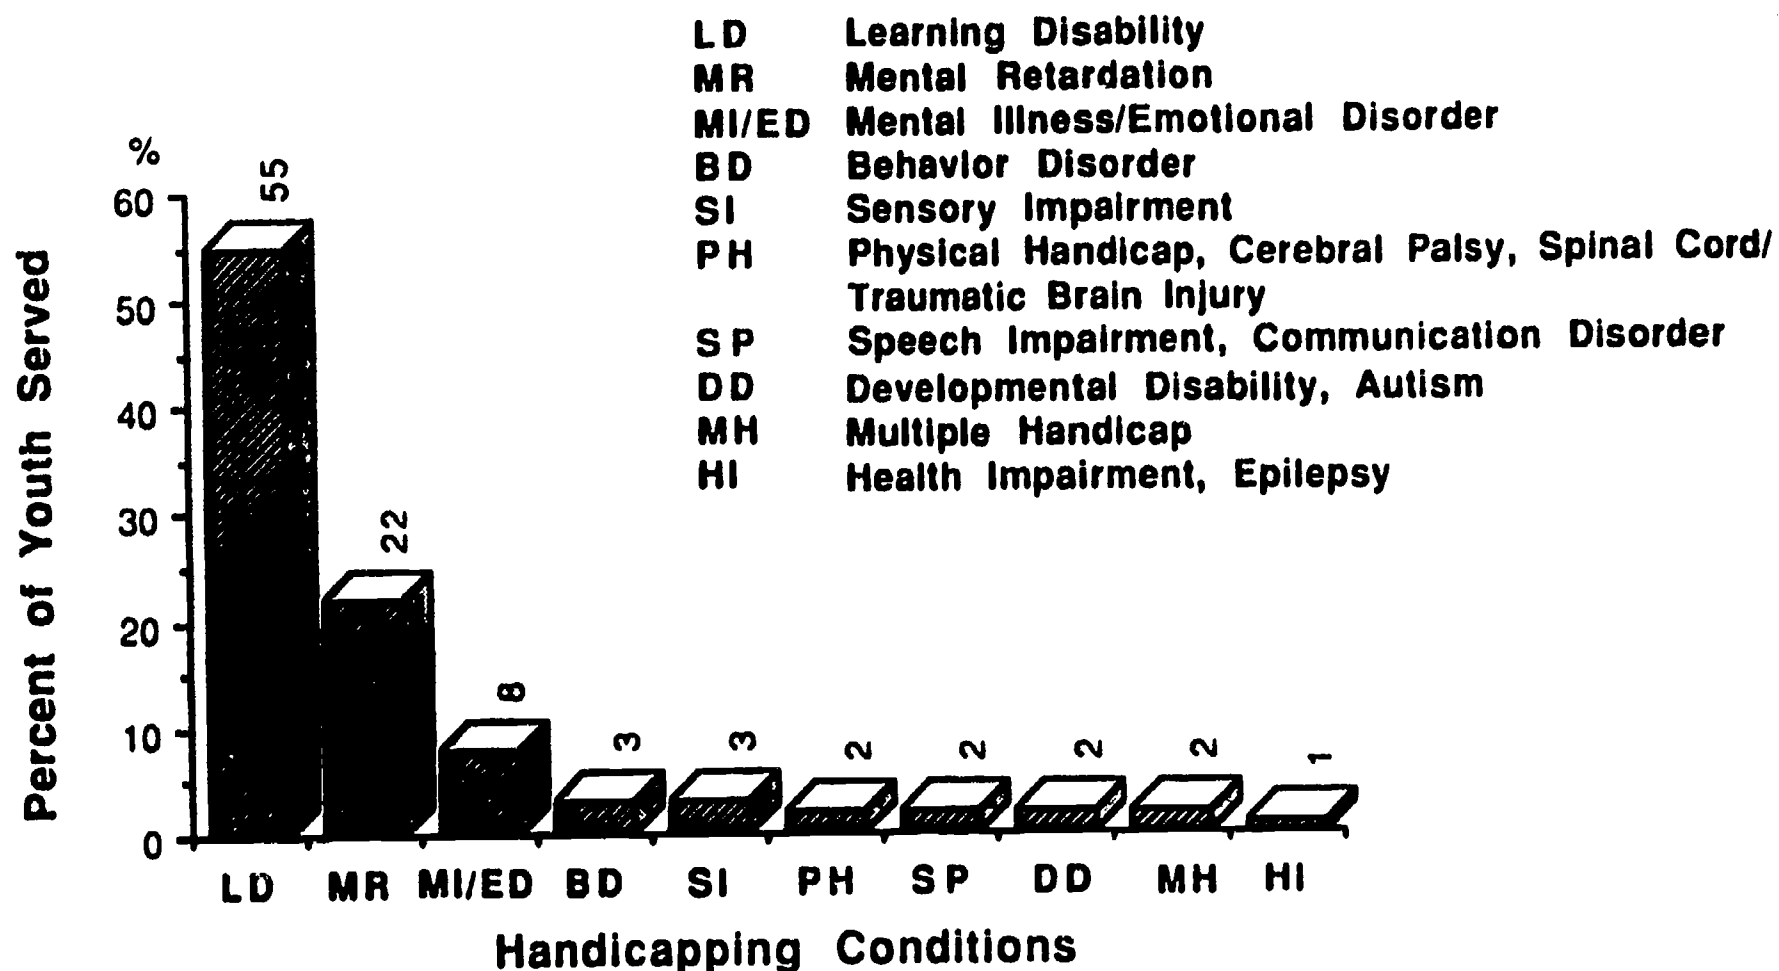 LD Learning Disability
MR Mental Retardation
MI/ED Mental Illness/Emotional Disorder
BD Behavior Disorder
SI Sensory Impairment
PH Physical Handicap, Cerebral Palsy, Spinal Cord/
Traumatic Brain Injury
SP Speech Impairment, Communication Disorder
DD Developmental Disability, Autism
MH Multiple Handicap
HI Health Impairment, Epilepsy
%
60
50
40
30
20
10
0
Percent of Youth Served
55
22
8
3
3
2
2
2
2
1
LD MR MI/ED BD SI PH SP DD MH HI
Handicapping Conditions